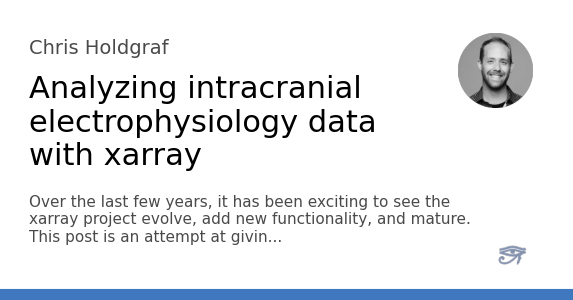 Chris Holdgraf
Analyzing intracranial
electrophysiology data
with xarray
Over the last few years, it has been exciting to see the
xarray project evolve, add new functionality, and mature.
This post is an attempt at givin...